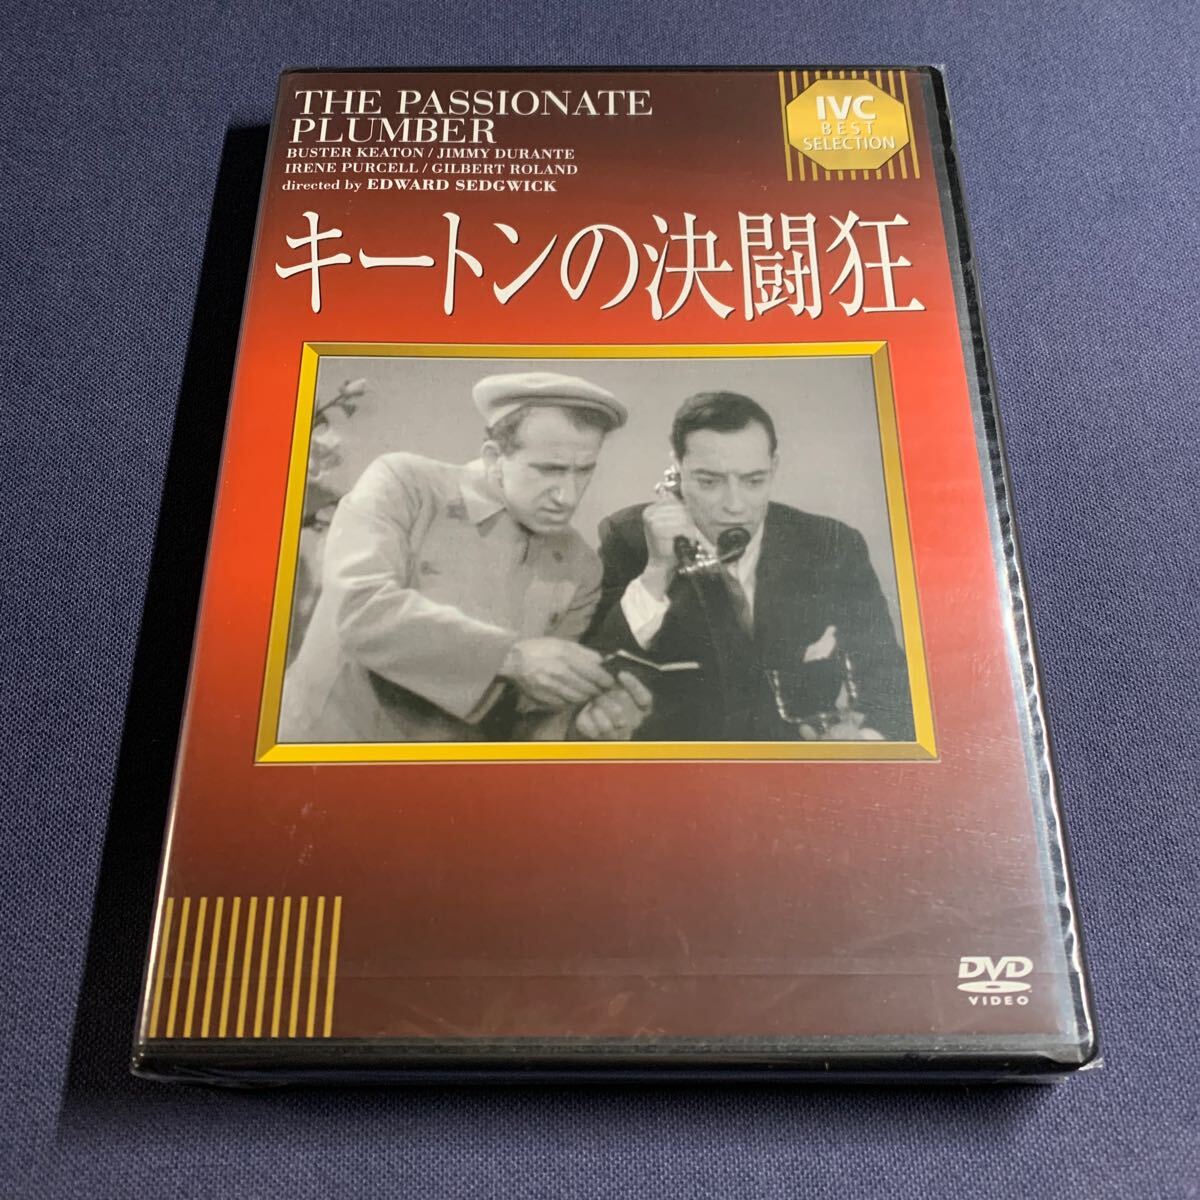 THE PASSIONATE
PLUMBER
BUSTER KEATON / JIMMY DURANTE
IRENE PURCELL / GILBERT ROLAND
directed by EDWARD SEDGWICK
IVC
BEST
SELECTION
キートンの決闘狂
DVD
VIDEO